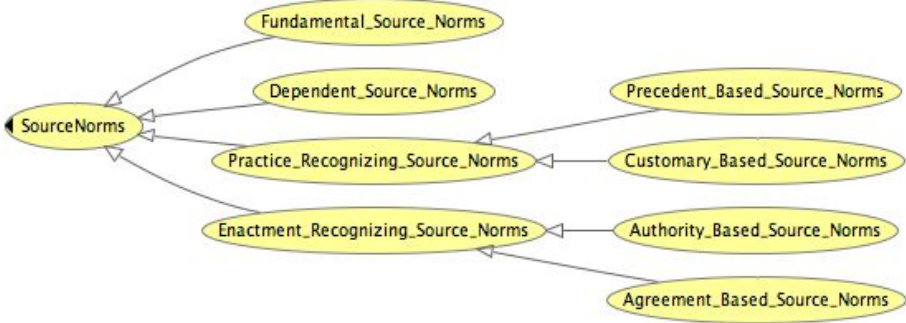 Fundamental_Source_Norms
Dependent_Source_Norms
Precedent_Based_Source_Norms
SourceNorms
Practice_Recognizing_Source_Norms
Customary_Based_Source_Norms
Enactment_Recognizing_Source_Norms
Authority_Based_Source_Norms
Agreement_Based_Source_Norms